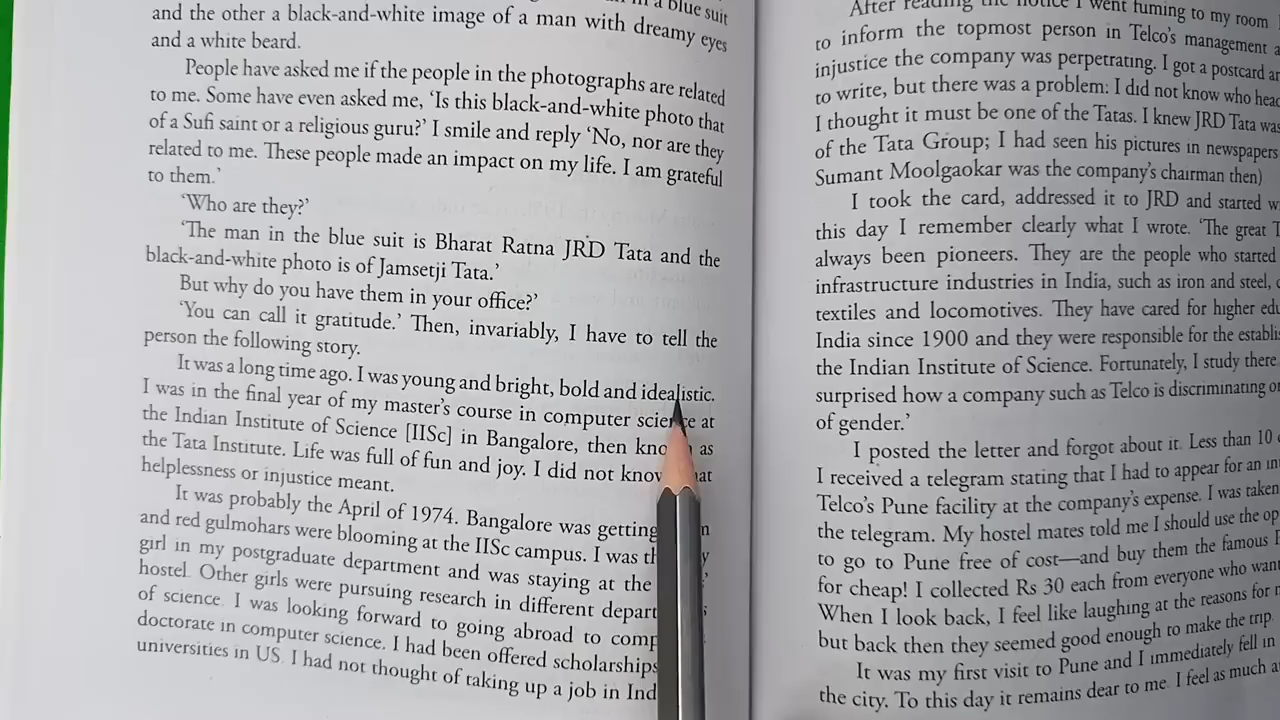 in a blue suit
and the other a black-and-white image of a man with dreamy eyes
and a white beard.
People have asked me if the people in the photographs are related
to me. Some have even asked me, ‘Is this black-and-white photo that
of a Sufi saint or a religious guru?’ I smile and reply ‘No, nor are they
related to me. These people made an impact on my life. I am grateful
to them.’
‘Who are they?’
‘The man in the blue suit is Bharat Ratna JRD Tata and the
black-and-white photo is of Jamsetji Tata.’
But why do you have them in your office?’
‘You can call it gratitude.’ Then, invariably, I have to tell the
person the following story.
It was a long time ago. I was young and bright, bold and idealistic.
I was in the final year of my master’s course in computer science at
the Indian Institute of Science [IISc] in Bangalore, then known as
the Tata Institute. Life was full of fun and joy. I did not know what
helplessness or injustice meant.
It was probably the April of 1974. Bangalore was getting
and red gulmohars were blooming at the IISc campus. I was
girl in my postgraduate department and was staying at the
hostel. Other girls were pursuing research in different
of science. I was looking forward to going abroad to
doctorate in computer science. I had been offered scholarships
universities in US. I had not thought of taking up a job in
After reading the notice I went fuming to my room
to inform the topmost person in Telco’s management
injustice the company was perpetrating. I got a postcard
to write, but there was a problem: I did not know who
I thought it must be one of the Tatas. I knew JRD Tata was
of the Tata Group; I had seen his pictures in newspapers
Sumant Moolgaokar was the company’s chairman then)
I took the card, addressed it to JRD and started
this day I remember clearly what I wrote. ‘The great
always been pioneers. They are the people who started
infrastructure industries in India, such as iron and steel,
textiles and locomotives. They have cared for higher
India since 1900 and they were responsible for the
the Indian Institute of Science. Fortunately, I study there
surprised how a company such as Telco is discriminating
of gender.’
I posted the letter and forgot about it. Less than 10
I received a telegram stating that I had to appear for an
Telco’s Pune facility at the company’s expense. I was taken
the telegram. My hostel mates told me I should use the
to go to Pune free of cost—and buy them the famous
for cheap! I collected Rs 30 each from everyone who
When I look back, I feel like laughing at the reasons for
but back then they seemed good enough to make the trip.
It was my first visit to Pune and I immediately fell in
the city. To this day it remains dear to me. I feel as much